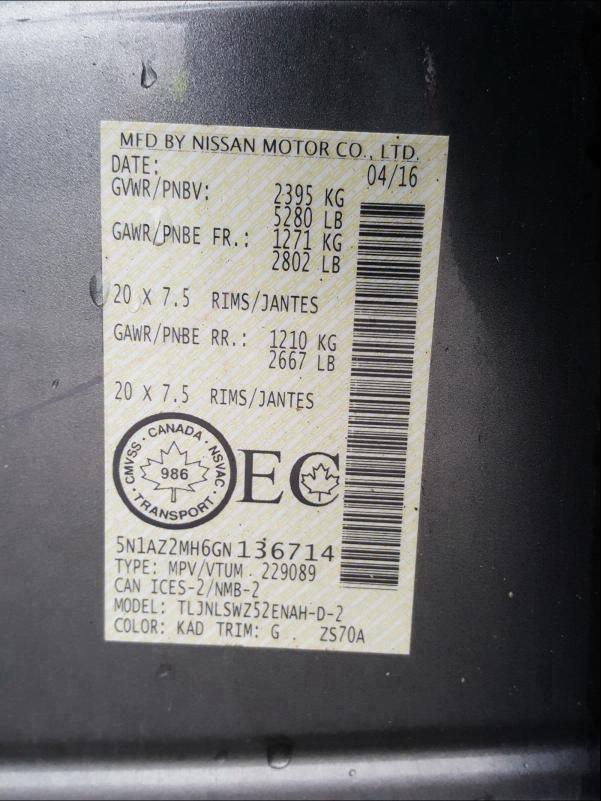 MFD BY NISSAN MOTOR CO., LTD.
DATE: 04/16
GVWR/PNBV: 2395 KG
5280 LB
GAWR/PNBE FR.: 1271 KG
2802 LB
20 X 7.5 RIMS/JANTES
GAWR/PNBE RR.: 1210 KG
2667 LB
20 X 7.5 RIMS/JANTES
CMVSS · CANADA · NSVAC
986
· TRANSPORT ·
EC
5N1AZ2MH6GN136714
TYPE: MPV/VTUM 229089
CAN ICES-2/NMB-2
MODEL: TLJNLSWZ52ENAH-D-2
COLOR: KAD TRIM: G ZS70A